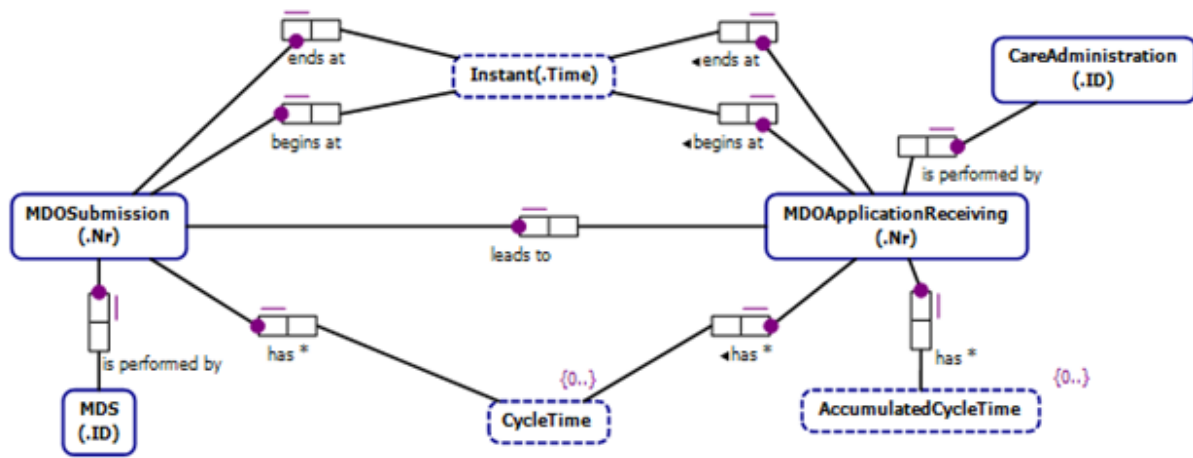 ends at
◄ends at
Instant(.Time)
CareAdministration
(.ID)
begins at
◄begins at
is performed by
MDOSubmission
(.Nr)
MDOApplicationReceiving
(.Nr)
leads to
is performed by
has *
◄has *
has *
{0..}
{0..}
MDS
(.ID)
CycleTime
AccumulatedCycleTime